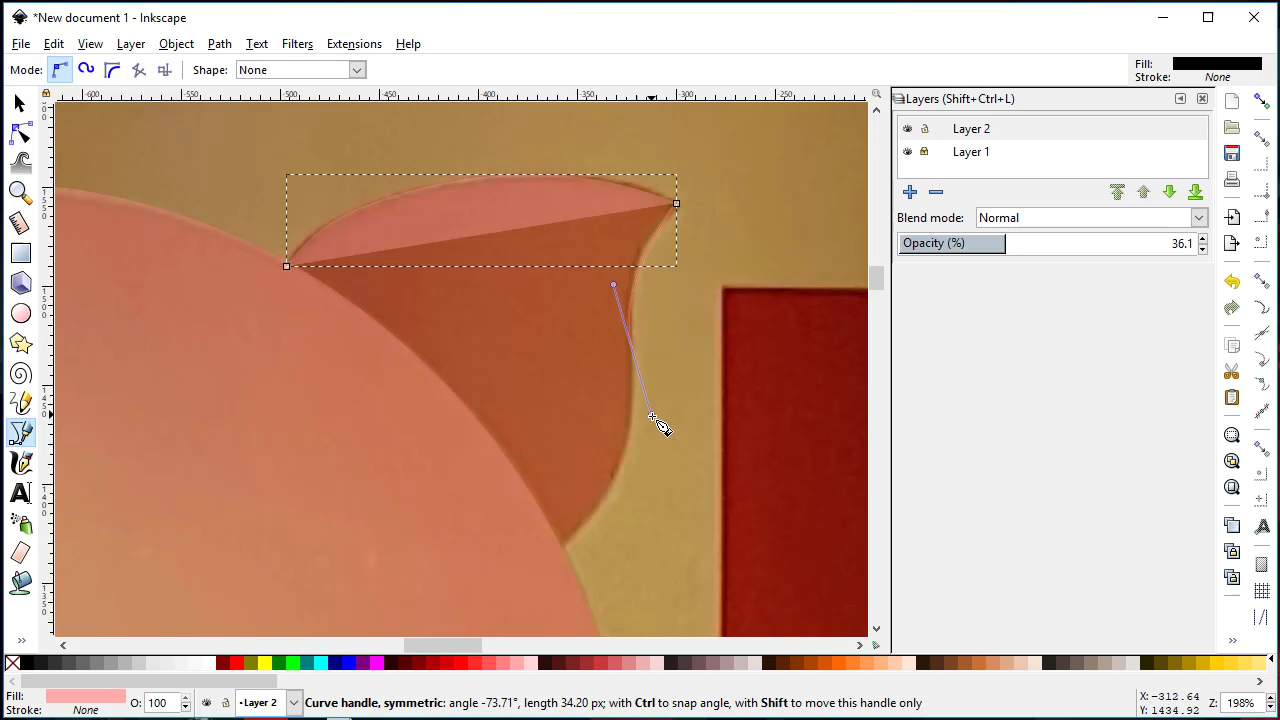 *New document 1 - Inkscape
File Edit View Layer Object Path Text Filters Extensions Help
Mode: Shape: None
Fill:
Stroke: None
-600 -500 -450 -400 -350 -300 -250
Layers (Shift+Ctrl+L)
Layer 2
Layer 1
Blend mode: Normal
Opacity (%) 36.1
Fill:
Stroke: None
O: 100
Layer 2
Curve handle, symmetric: angle -73.71°, length 34.20 px; with Ctrl to snap angle, with Shift to move this handle only
X: -312.64
Y: 1434.92
Z: 198%